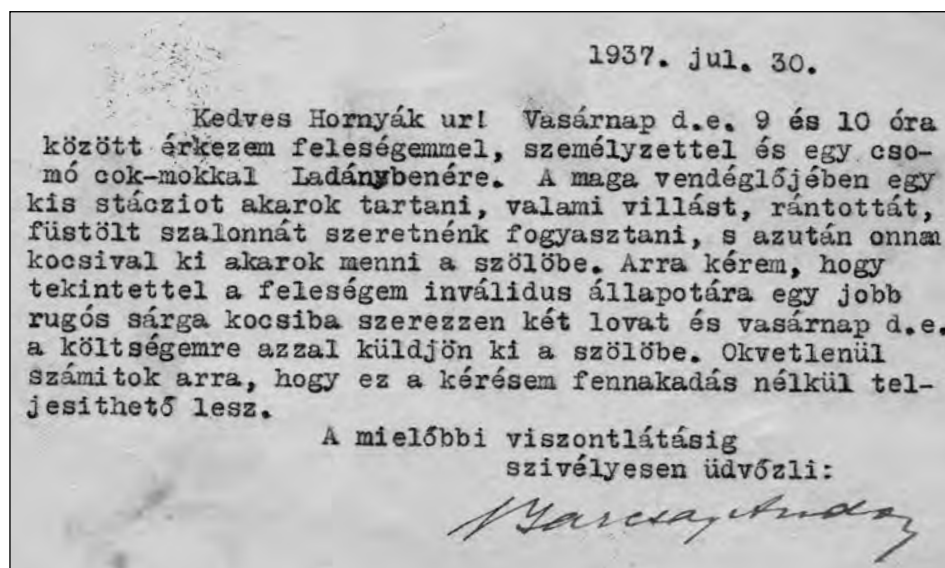 1937. jul. 30.
Kedves Hornyák ur! Vasárnap d.e. 9 és 10 óra
között érkezem feleségemmel, személyzettel és egy cso-
mó cok-mokkal Ladánybenére. A maga vendéglőjében egy
kis stácziot akarok tartani, valami villást, rántottát,
füstölt szalonnát szeretnénk fogyasztani, s azután onnan
kocsival ki akarok menni a szölöbe. Arra kérem, hogy
tekintettel a feleségem inválidus állapotára egy jobb
rugós sárga kocsiba szerezzen két lovat és vasárnap d.e.
a költségemre azzal küldjön ki a szölöbe. Okvetlenül
számitok arra, hogy ez a kérésem fennakadás nélkül tel-
jesithető lesz.
A mielőbbi viszontlátásig
szivélyesen üdvőzli:
Barcsay Andor